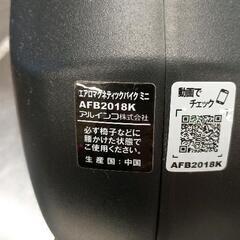 エアロマグネティックバイク ミニ
AFB2018K
アルインコ株式会社
必ず椅子などに
腰かけた状態で
ご使用ください。
生産国：中国
動画で
チェック
AFB2018K